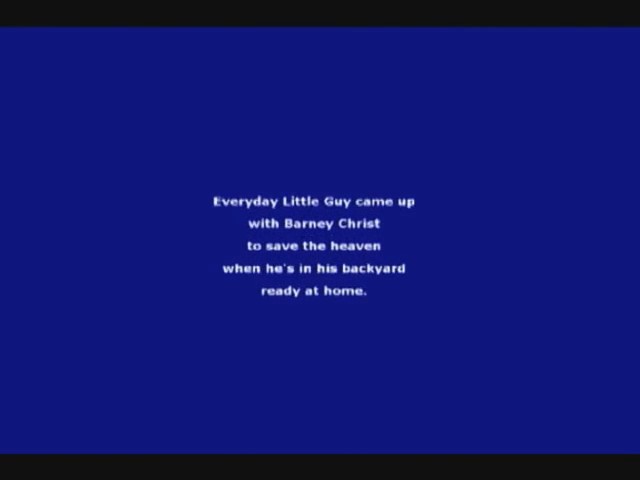 Everyday Little Guy came up
with Barney Christ
to save the heaven
when he's in his backyard
ready at home.